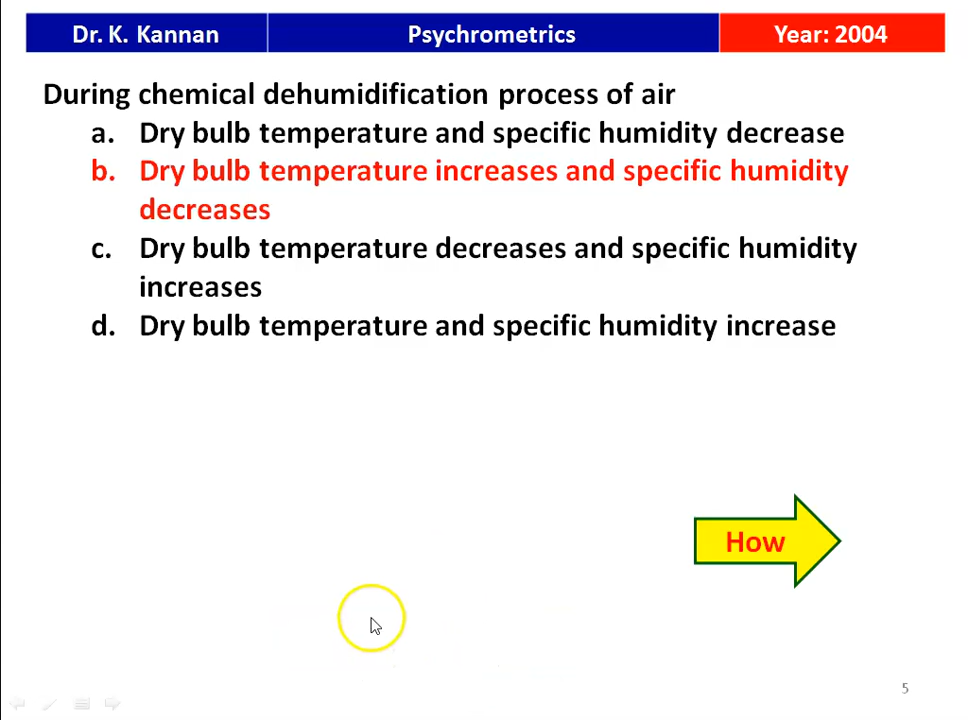 Dr. K. Kannan Psychrometrics Year: 2004
During chemical dehumidification process of air
a. Dry bulb temperature and specific humidity decrease
b. Dry bulb temperature increases and specific humidity
decreases
c. Dry bulb temperature decreases and specific humidity
increases
d. Dry bulb temperature and specific humidity increase
How
5